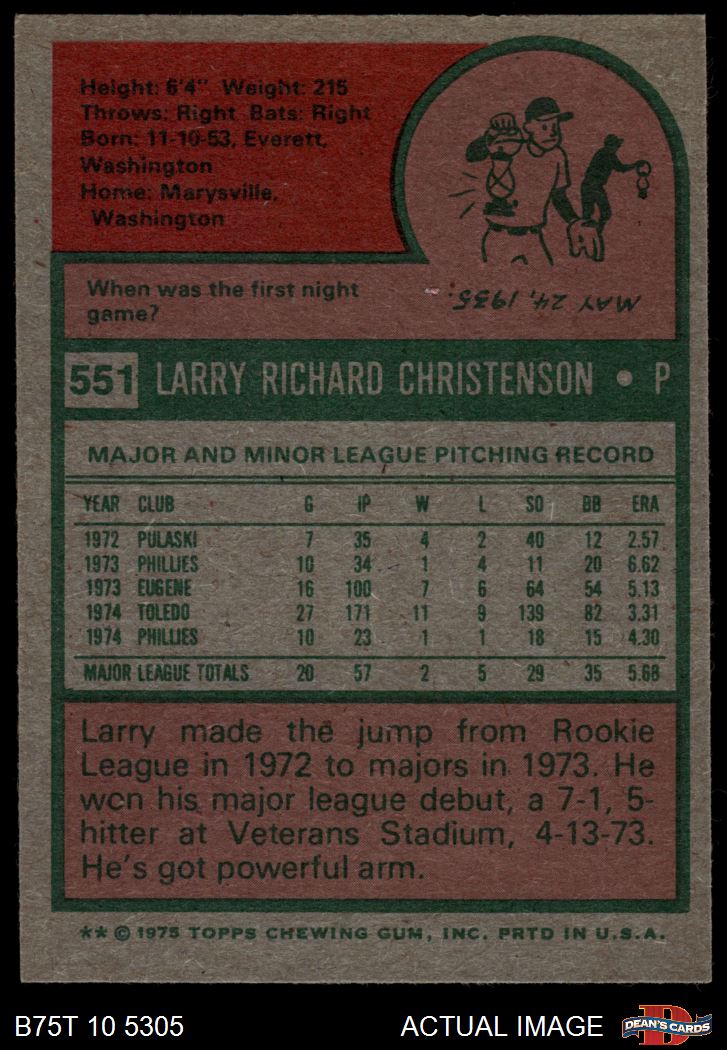 Height: 6'4" Weight: 215
Throws: Right Bats: Right
Born: 11-10-53, Everett,
Washington
Home: Marysville,
Washington
When was the first night
game?
MAY 24, 1935.
551 LARRY RICHARD CHRISTENSON • P
MAJOR AND MINOR LEAGUE PITCHING RECORD
YEAR CLUB G IP W L SO BB ERA
1972 PULASKI 7 35 4 2 40 12 2.57
1973 PHILLIES 10 34 1 4 11 20 6.62
1973 EUGENE 16 100 7 6 64 54 5.13
1974 TOLEDO 27 171 11 9 139 82 3.31
1974 PHILLIES 10 23 1 1 18 15 4.30
MAJOR LEAGUE TOTALS 20 57 2 5 29 35 5.68
Larry made the jump from Rookie
League in 1972 to majors in 1973. He
won his major league debut, a 7-1, 5-
hitter at Veterans Stadium, 4-13-73.
He's got powerful arm.
** © 1975 TOPPS CHEWING GUM, INC. PRTD IN U.S.A.
B75T 10 5305 ACTUAL IMAGE
D
DEAN'S CARDS